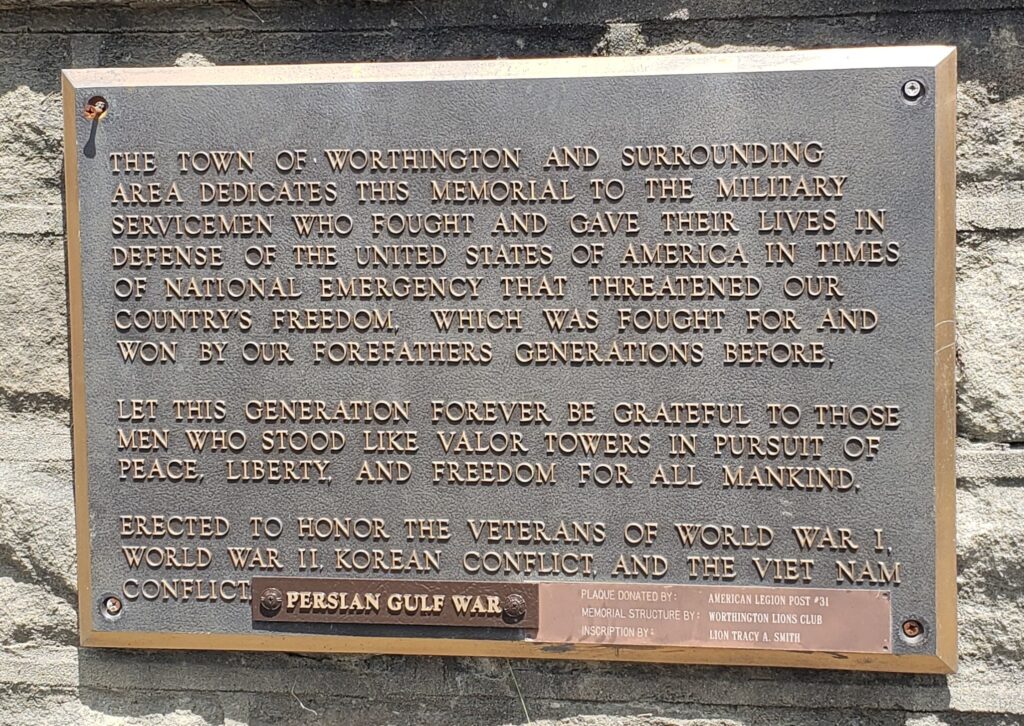 THE TOWN OF WORTHINGTON AND SURROUNDING
AREA DEDICATES THIS MEMORIAL TO THE MILITARY
SERVICEMEN WHO FOUGHT AND GAVE THEIR LIVES IN
DEFENSE OF THE UNITED STATES OF AMERICA IN TIMES
OF NATIONAL EMERGENCY THAT THREATENED OUR
COUNTRY'S FREEDOM, WHICH WAS FOUGHT FOR AND
WON BY OUR FOREFATHERS GENERATIONS BEFORE,
LET THIS GENERATION FOREVER BE GRATEFUL TO THOSE
MEN WHO STOOD LIKE VALOR TOWERS IN PURSUIT OF
PEACE, LIBERTY, AND FREEDOM FOR ALL MANKIND.
ERECTED TO HONOR THE VETERANS OF WORLD WAR I,
WORLD WAR II, KOREAN CONFLICT, AND THE VIET NAM
CONFLICT.
PERSIAN GULF WAR
PLAQUE DONATED BY: AMERICAN LEGION POST #31
MEMORIAL STRUCTURE BY: WORTHINGTON LIONS CLUB
INSCRIPTION BY: LION TRACY A. SMITH